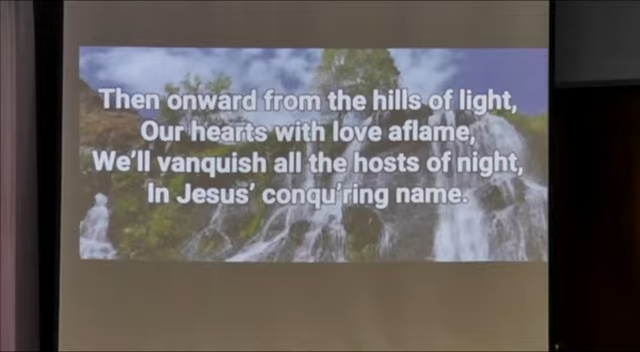 Then onward from the hills of light,
Our hearts with love aflame,
We'll vanquish all the hosts of night,
In Jesus' conqu'ring name.